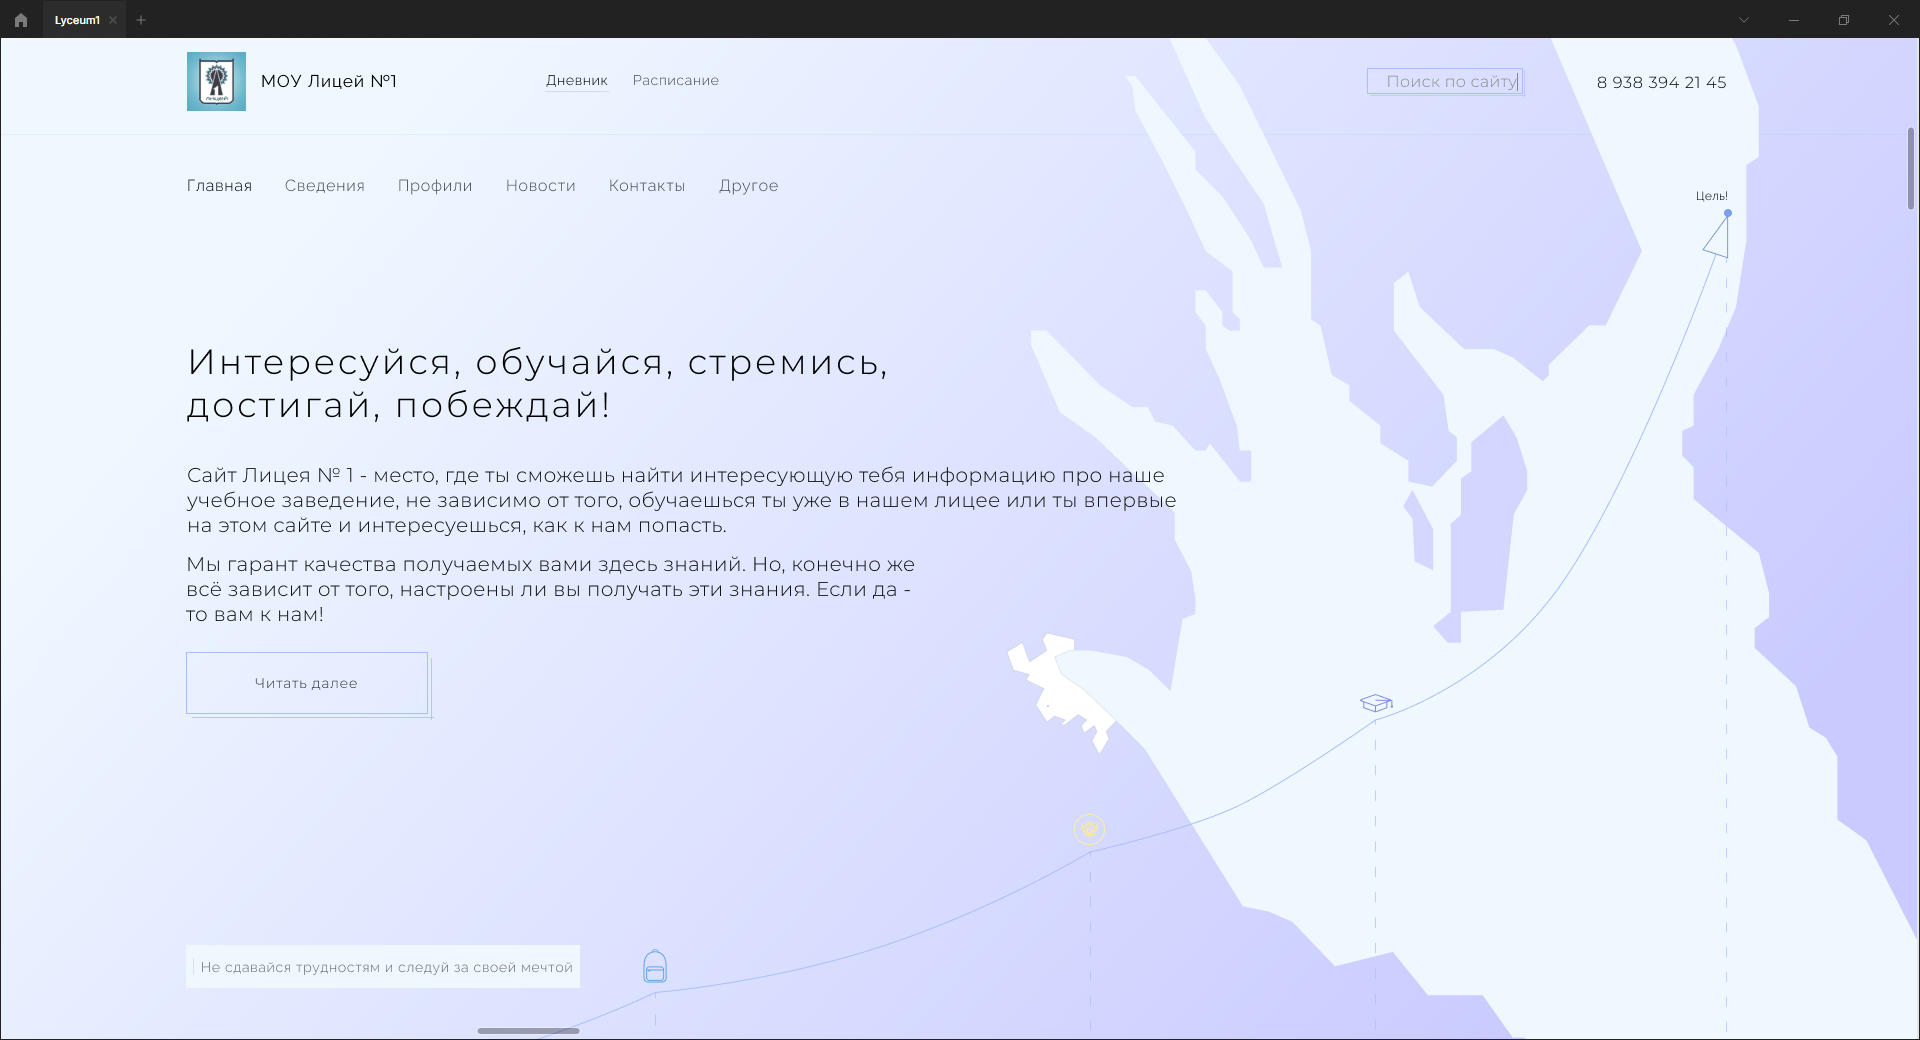 Lyceum1
МОУ Лицей №1
Дневник
Расписание
Поиск по сайту
8 938 394 21 45
Главная
Сведения
Профили
Новости
Контакты
Другое
Цель!
Интересуйся, обучайся, стремись,
достигай, побеждай!
Сайт Лицея № 1 - место, где ты сможешь найти интересующую тебя информацию про наше
учебное заведение, не зависимо от того, обучаешься ты уже в нашем лицее или ты впервые
на этом сайте и интересуешься, как к нам попасть.
Мы гарант качества получаемых вами здесь знаний. Но, конечно же
всё зависит от того, настроены ли вы получать эти знания. Если да -
то вам к нам!
Читать далее
Не сдавайся трудностям и следуй за своей мечтой